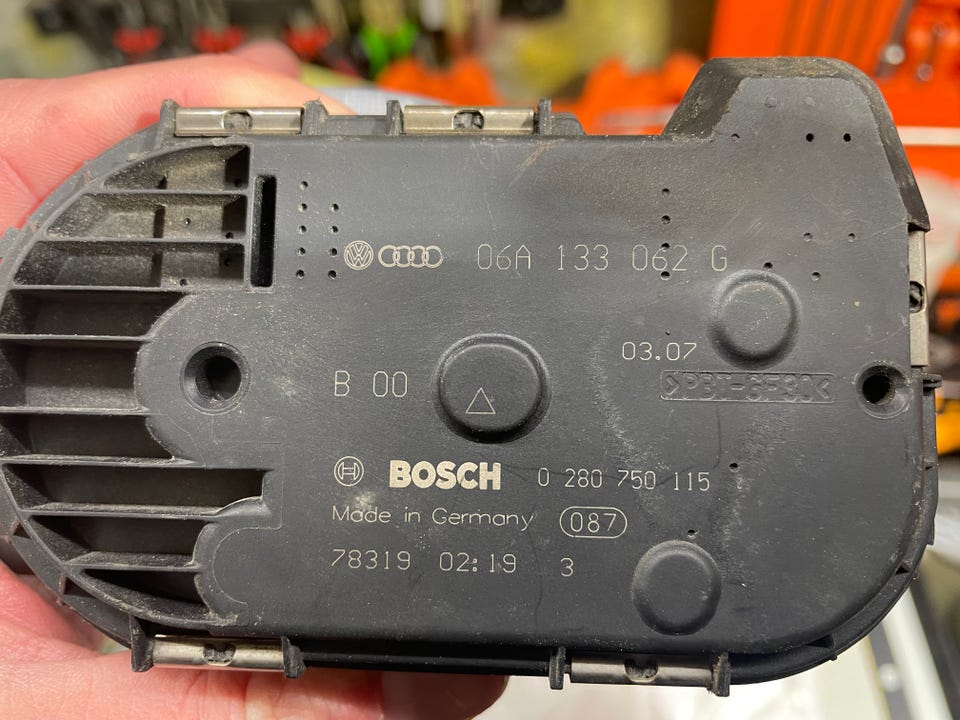 06A 133 062 G
03.07
>PBT-GF30<
B 00
BOSCH 0 280 750 115
Made in Germany 087
78319 02:19 3